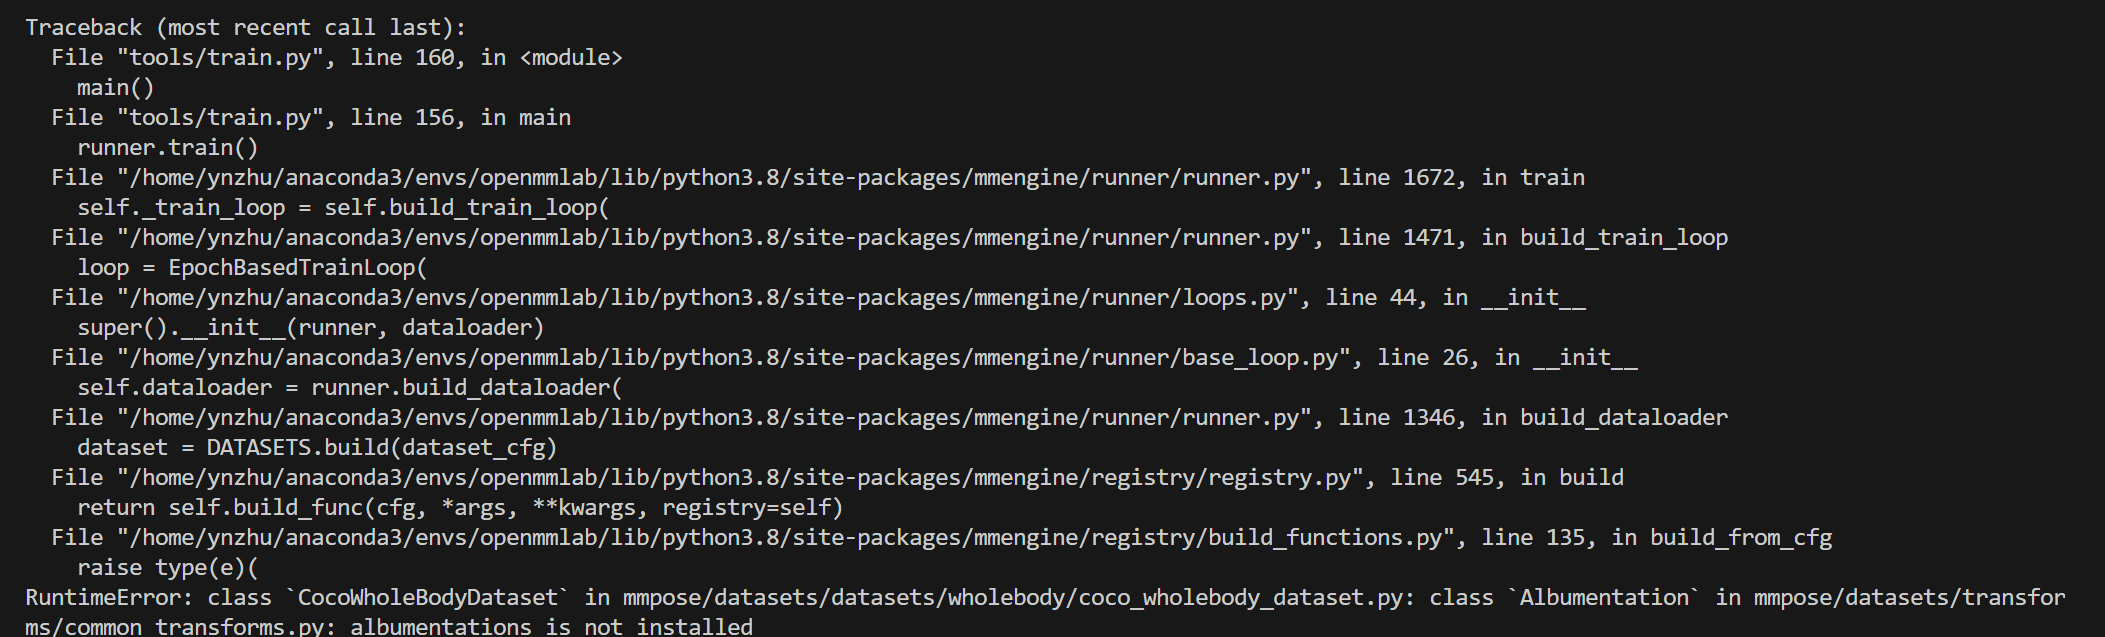 Traceback (most recent call last):
  File "tools/train.py", line 160, in <module>
    main()
  File "tools/train.py", line 156, in main
    runner.train()
  File "/home/ynzhu/anaconda3/envs/openmmlab/lib/python3.8/site-packages/mmengine/runner/runner.py", line 1672, in train
    self._train_loop = self.build_train_loop(
  File "/home/ynzhu/anaconda3/envs/openmmlab/lib/python3.8/site-packages/mmengine/runner/runner.py", line 1471, in build_train_loop
    loop = EpochBasedTrainLoop(
  File "/home/ynzhu/anaconda3/envs/openmmlab/lib/python3.8/site-packages/mmengine/runner/loops.py", line 44, in __init__
    super().__init__(runner, dataloader)
  File "/home/ynzhu/anaconda3/envs/openmmlab/lib/python3.8/site-packages/mmengine/runner/base_loop.py", line 26, in __init__
    self.dataloader = runner.build_dataloader(
  File "/home/ynzhu/anaconda3/envs/openmmlab/lib/python3.8/site-packages/mmengine/runner/runner.py", line 1346, in build_dataloader
    dataset = DATASETS.build(dataset_cfg)
  File "/home/ynzhu/anaconda3/envs/openmmlab/lib/python3.8/site-packages/mmengine/registry/registry.py", line 545, in build
    return self.build_func(cfg, *args, **kwargs, registry=self)
  File "/home/ynzhu/anaconda3/envs/openmmlab/lib/python3.8/site-packages/mmengine/registry/build_functions.py", line 135, in build_from_cfg
    raise type(e)(
RuntimeError: class `CocoWholeBodyDataset` in mmpose/datasets/datasets/wholebody/coco_wholebody_dataset.py: class `Albumentation` in mmpose/datasets/transfor
ms/common_transforms.py: albumentations is not installed